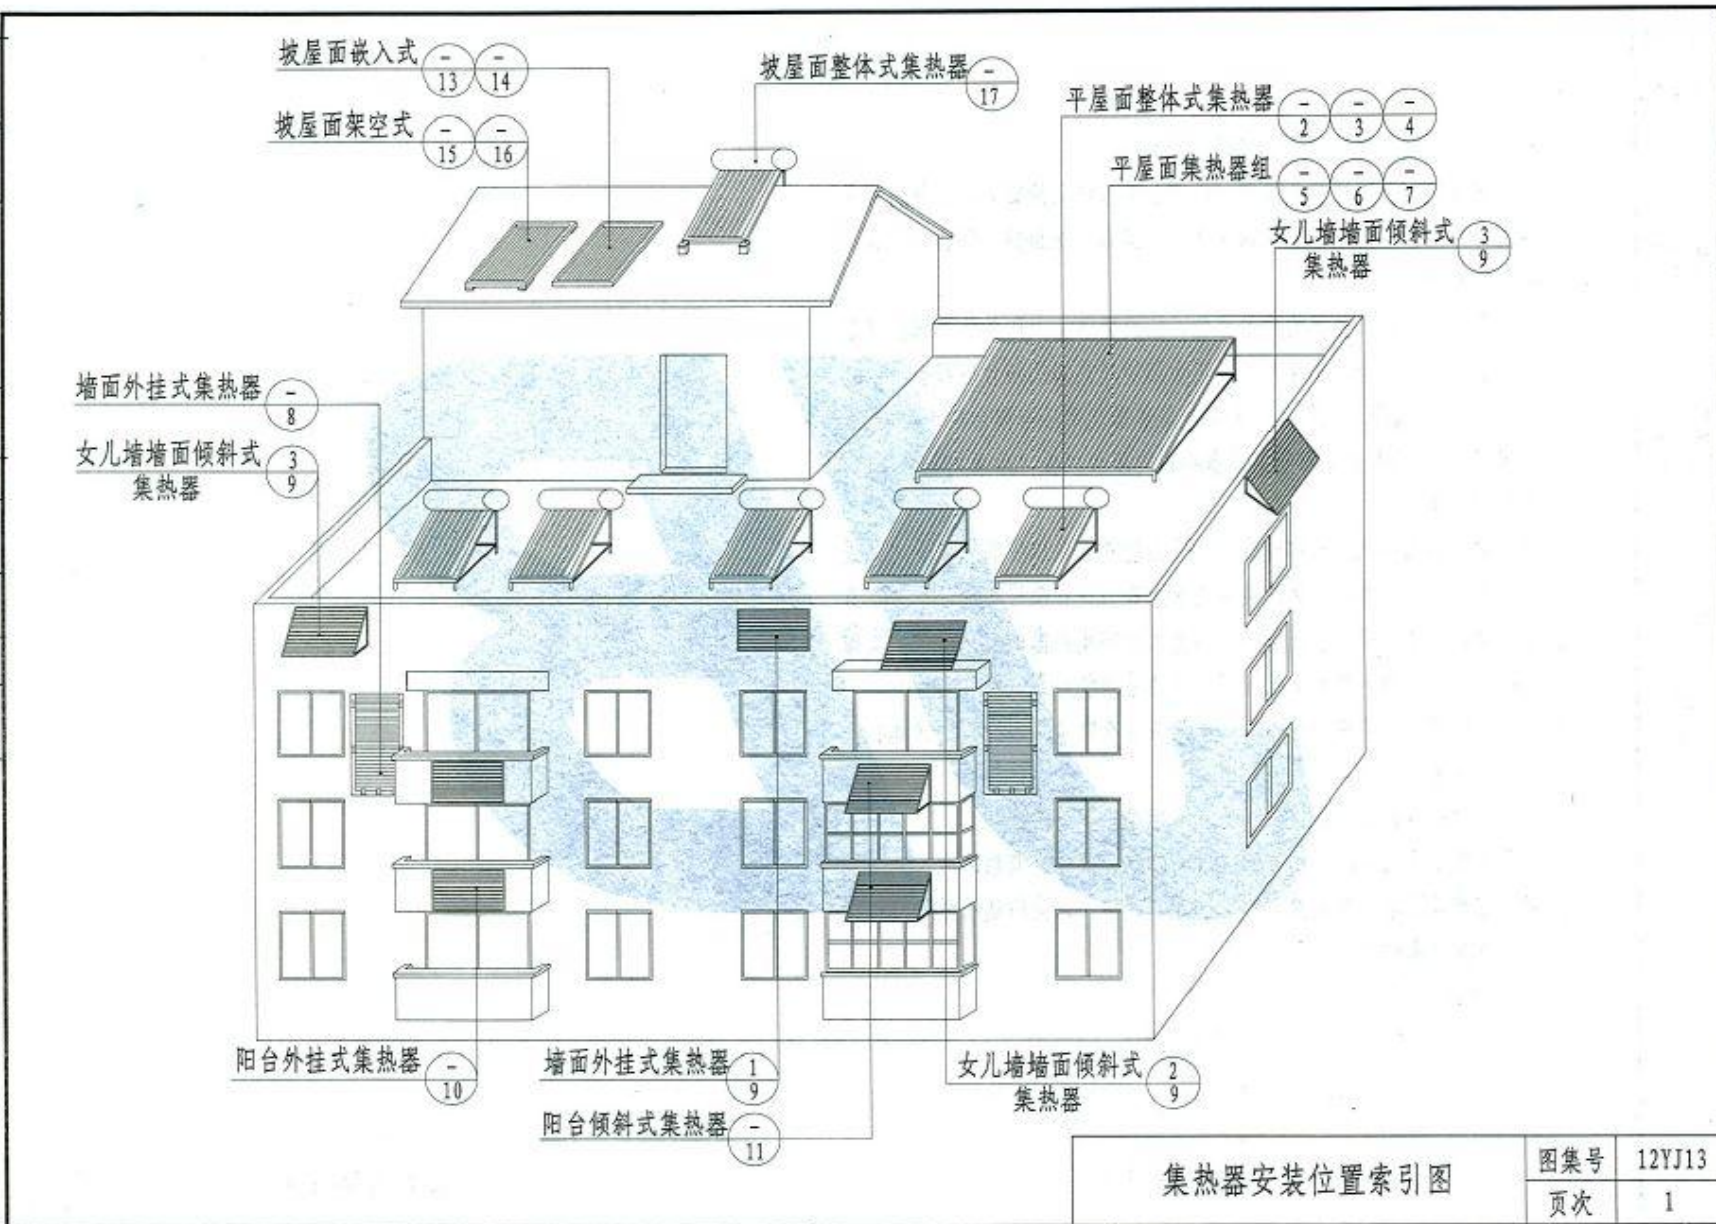 坡屋面嵌入式 - 13 - 14
坡屋面架空式 - 15 - 16
坡屋面整体式集热器 - 17
平屋面整体式集热器 - 2 - 3 - 4
平屋面集热器组 - 5 - 6 - 7
女儿墙墙面倾斜式 3 9
集热器
墙面外挂式集热器 - 8
女儿墙墙面倾斜式 3 9
集热器
阳台外挂式集热器 - 10
墙面外挂式集热器 1 9
阳台倾斜式集热器 - 11
女儿墙墙面倾斜式 2 9
集热器
集热器安装位置索引图
图集号 12YJ13
页次 1